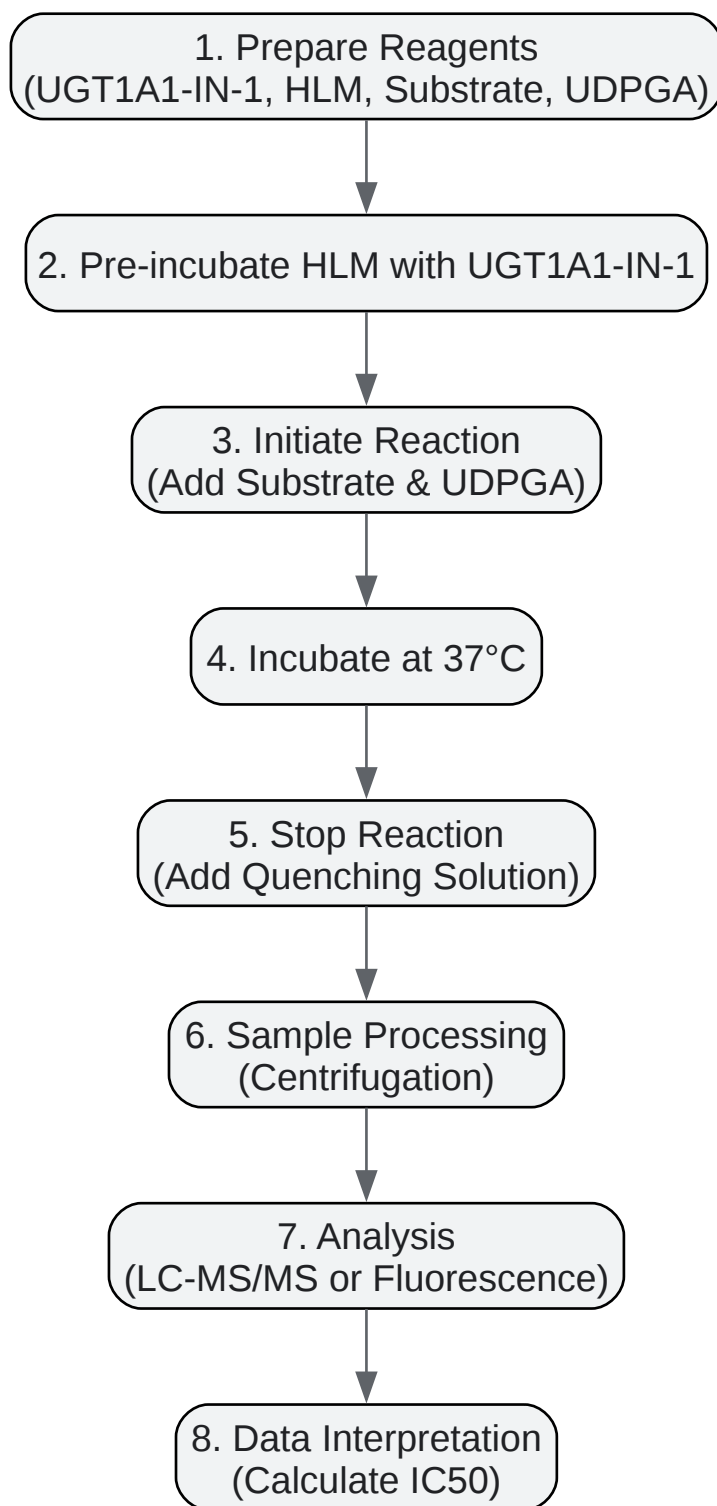 1. Prepare Reagents
(UGT1A1-IN-1, HLM, Substrate, UDPGA)
2. Pre-incubate HLM with UGT1A1-IN-1
3. Initiate Reaction
(Add Substrate & UDPGA)
4. Incubate at 37°C
5. Stop Reaction
(Add Quenching Solution)
6. Sample Processing
(Centrifugation)
7. Analysis
(LC-MS/MS or Fluorescence)
8. Data Interpretation
(Calculate IC50)